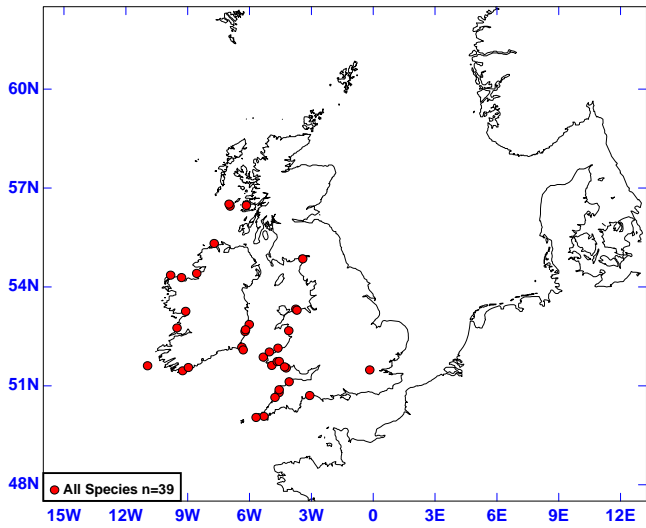 60N
57N
54N
51N
48N
All Species n=39
15W 12W 9W 6W 3W 0 3E 6E 9E 12E